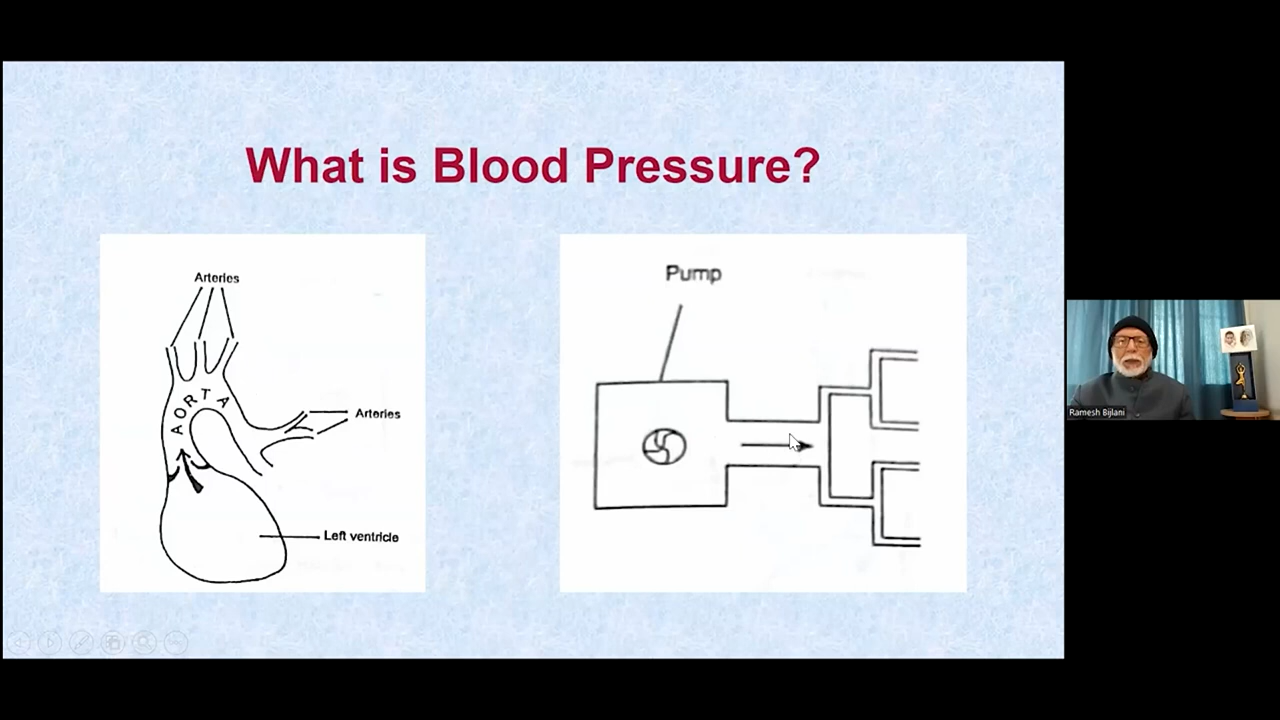 What is Blood Pressure?
Arteries
AORTA
Arteries
Left ventricle
Pump
Ramesh Bijlani